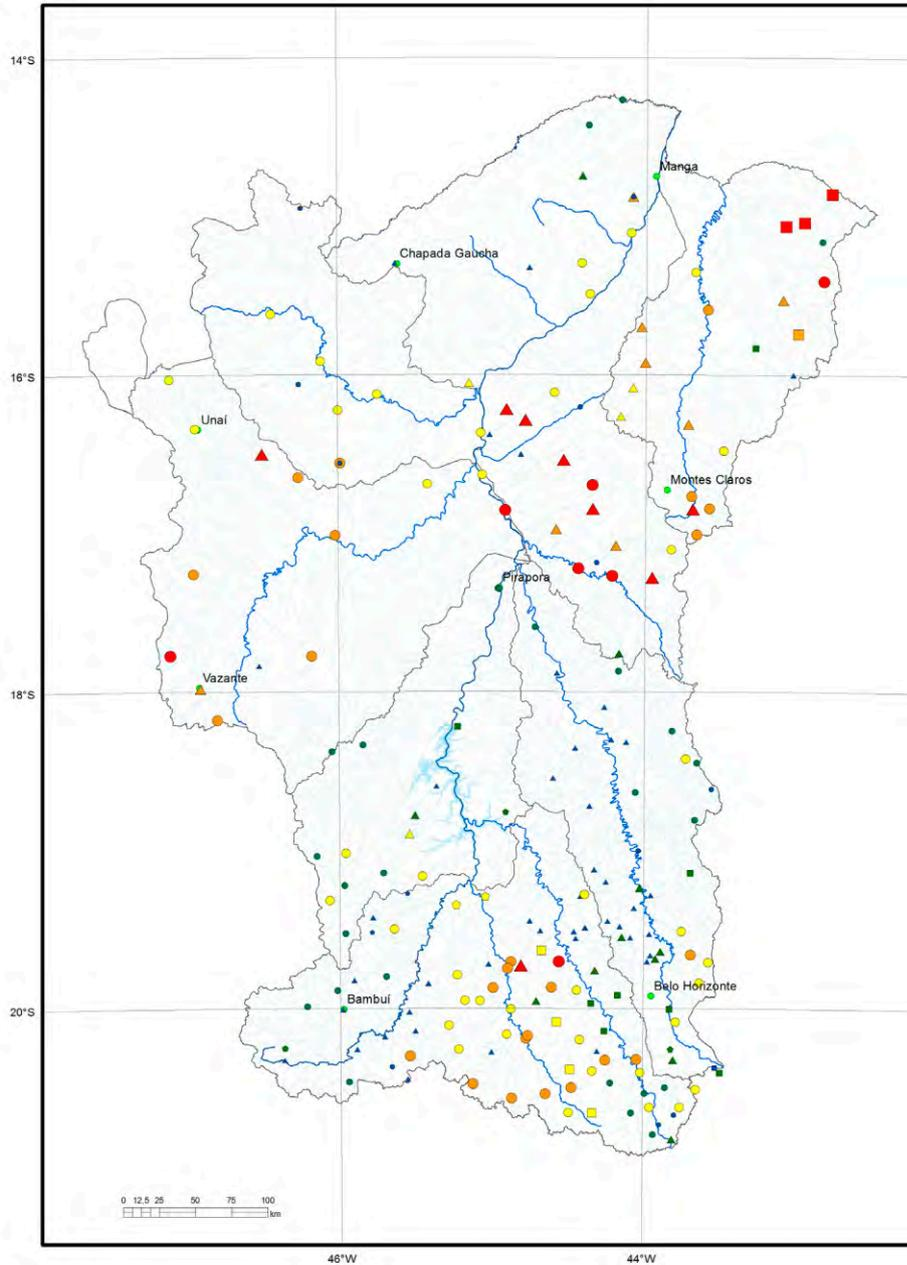 14°S
Manga
Chapada Gaúcha
16°S
Unaí
Montes Claros
Pirapora
Vazante
18°S
Belo Horizonte
Bambuí
20°S
0 12,5 25 50 75 100
km
46°W 44°W